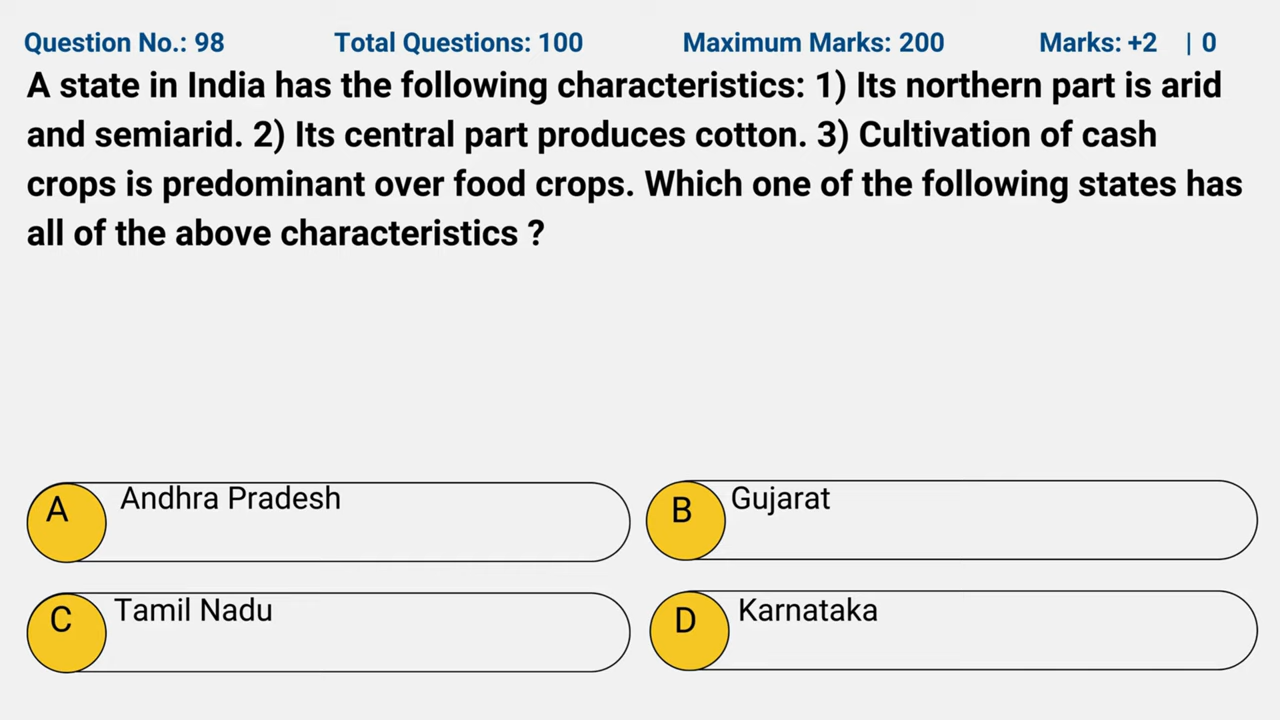 Question No.: 98 Total Questions: 100 Maximum Marks: 200 Marks: +2 | 0
A state in India has the following characteristics: 1) Its northern part is arid
and semiarid. 2) Its central part produces cotton. 3) Cultivation of cash
crops is predominant over food crops. Which one of the following states has
all of the above characteristics ?
A Andhra Pradesh
B Gujarat
C Tamil Nadu
D Karnataka